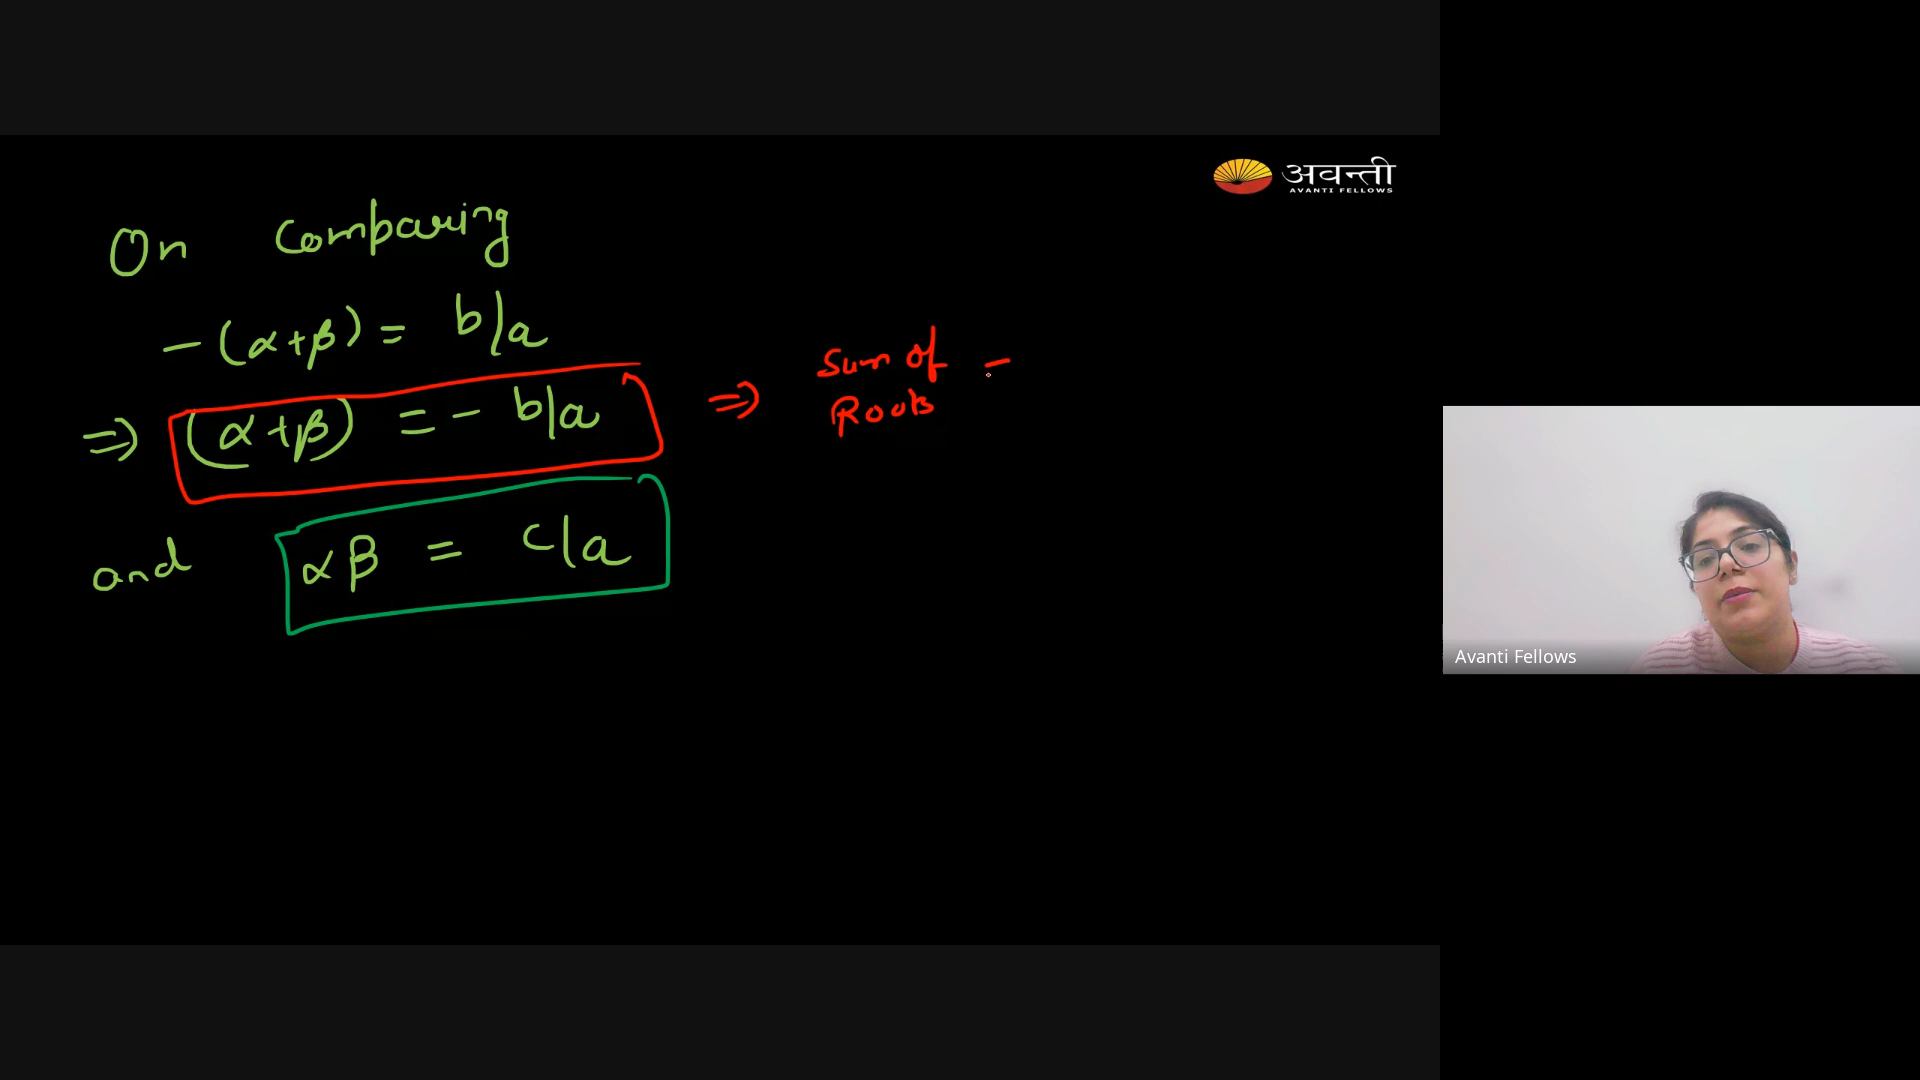 अवन्ती
AVANTI FELLOWS
On Comparing
-(α+β) = b/a
⇒ (α+β) = - b/a ⇒ Sum of Roots -
and αβ = c/a
Avanti Fellows